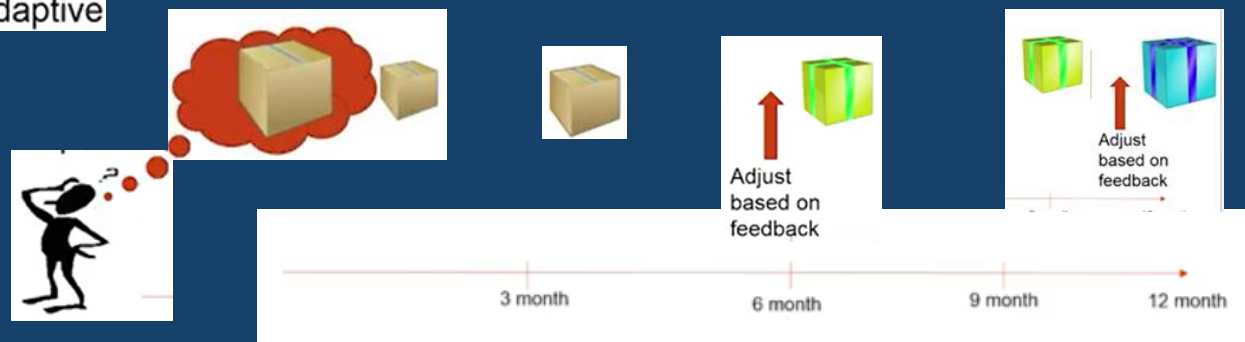 daptive
?
Adjust
based on
feedback
Adjust
based on
feedback
3 month
6 month
9 month
12 month